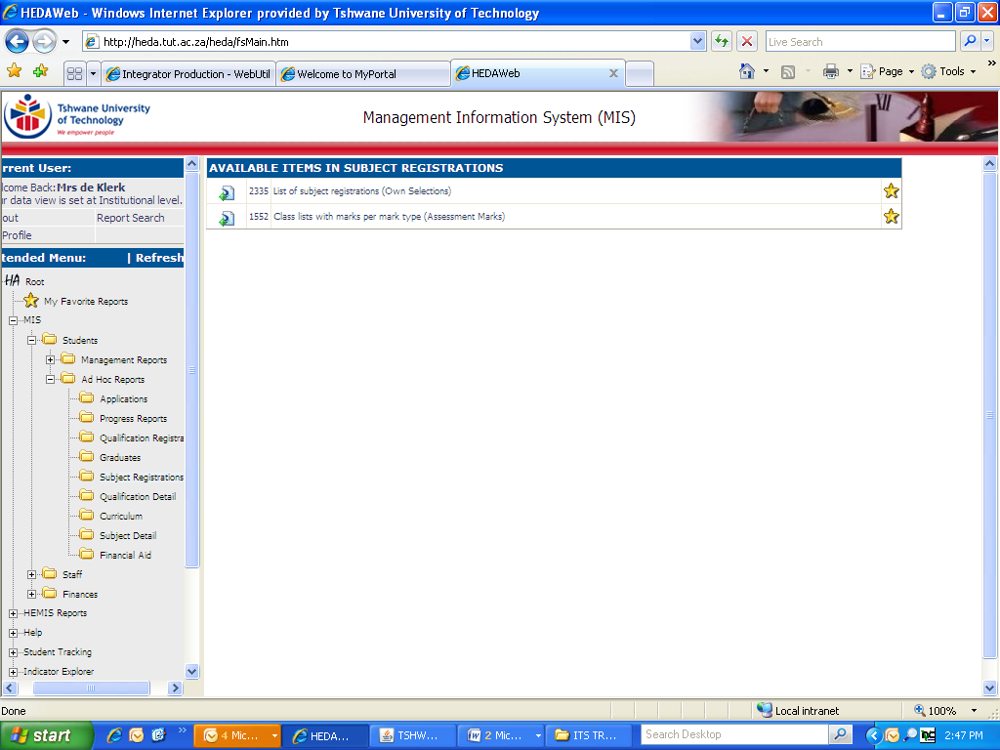 HEDAWeb - Windows Internet Explorer provided by Tshwane University of Technology
http://heda.tut.ac.za/heda/fsMain.htm
Live Search
Integrator Production - WebUtil
Welcome to MyPortal
HEDAWeb
Page
Tools
Tshwane University
of Technology
We empower people
Management Information System (MIS)
rrent User:
lcome Back: Mrs de Klerk
ur data view is set at Institutional level.
out Report Search
Profile
tended Menu: | Refresh
Root
My Favorite Reports
MIS
Students
Management Reports
Ad Hoc Reports
Applications
Progress Reports
Qualification Registra
Graduates
Subject Registrations
Qualification Detail
Curriculum
Subject Detail
Financial Aid
Staff
Finances
HEMIS Reports
Help
Student Tracking
Indicator Explorer
AVAILABLE ITEMS IN SUBJECT REGISTRATIONS
2335 List of subject registrations (Own Selections)
1552 Class lists with marks per mark type (Assessment Marks)
Done
Local intranet
100%
start
4 Mic...
HEDA...
TSHW...
2 Mic...
ITS TR...
Search Desktop
2:47 PM